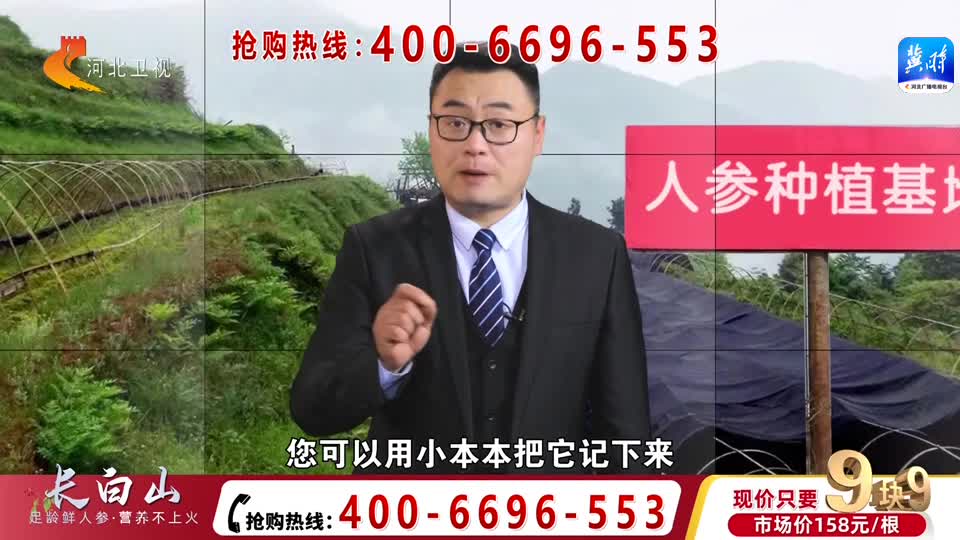 抢购热线:400-6696-553
河北卫视
冀时
河北广播电视台
人参种植基地
您可以用小本本把它记下来
长白山
足龄鲜人参·营养不上火
抢购热线:400-6696-553
现价只要9块9
市场价158元/根